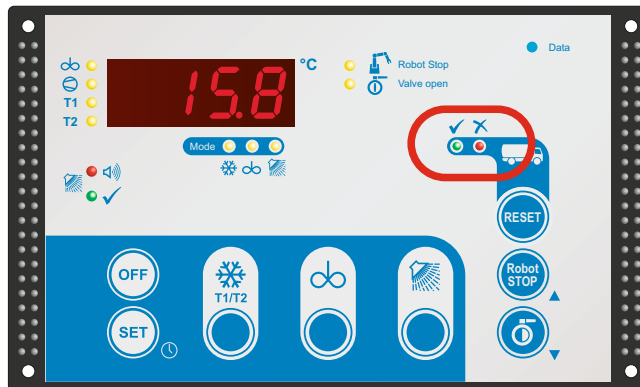 Data
°C
Robot Stop
Valve open
T1
T2
15.8
Mode
RESET
OFF
T1/T2
Robot
STOP
SET